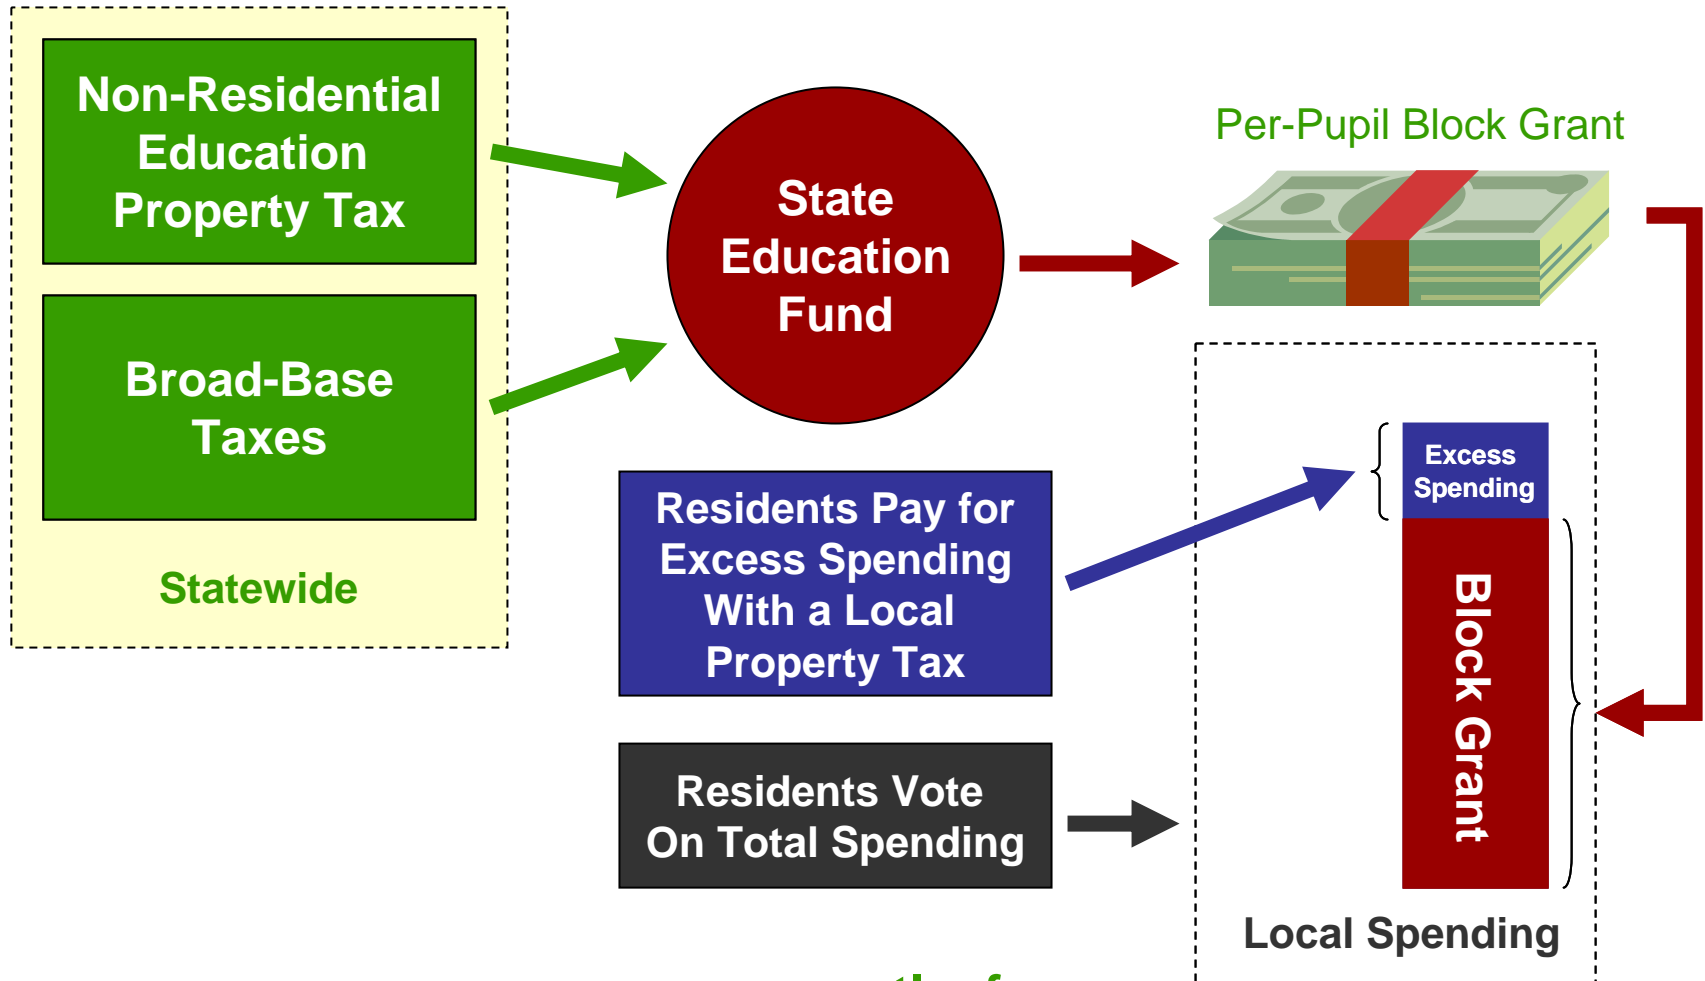 Non-Residential
Education
Property Tax
Broad-Base
Taxes
Statewide
State
Education
Fund
Per-Pupil Block Grant
Residents Pay for
Excess Spending
With a Local
Property Tax
Residents Vote
On Total Spending
Excess
Spending
Block Grant
Local Spending